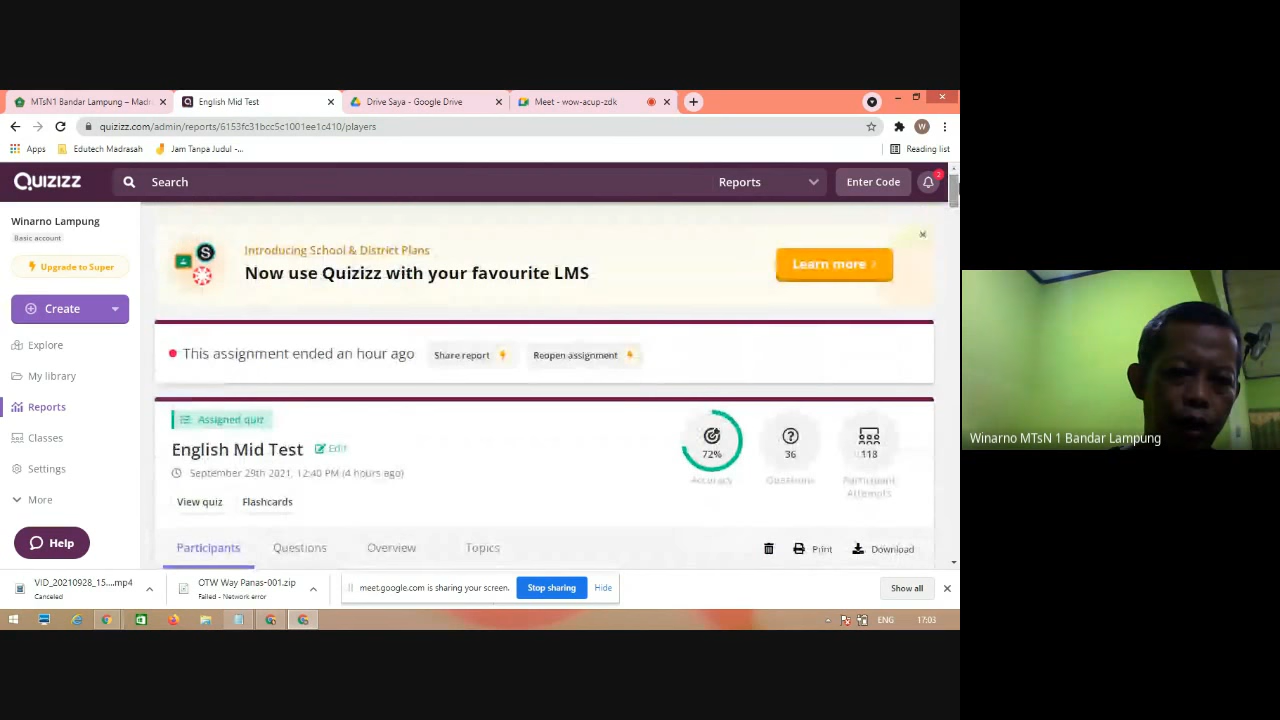 MTsN1 Bandar Lampung – Madr
English Mid Test
Drive Saya - Google Drive
Meet - wow-acup-zdk
quizizz.com/admin/reports/6153fc31bcc5c1001ee1c410/players
W
Apps
Edutech Madrasah
Jam Tanpa Judul -...
Reading list
QUIZIZZ
Search
Reports
Enter Code
2
Winarno Lampung
Basic account
Upgrade to Super
Create
Explore
My library
Reports
Classes
Settings
More
Help
S
Introducing School & District Plans
Now use Quizizz with your favourite LMS
Learn more
This assignment ended an hour ago
Share report
Reopen assignment
Assigned quiz
English Mid Test
Edit
September 29th 2021, 12:40 PM (4 hours ago)
View quiz
Flashcards
72%
Accuracy
36
Questions
118
Participant
Attempts
Participants
Questions
Overview
Topics
Print
Download
VID_20210928_15....mp4
Canceled
OTW Way Panas-001.zip
Failed - Network error
meet.google.com is sharing your screen.
Stop sharing
Hide
Show all
ENG
17:03
Winarno MTsN 1 Bandar Lampung